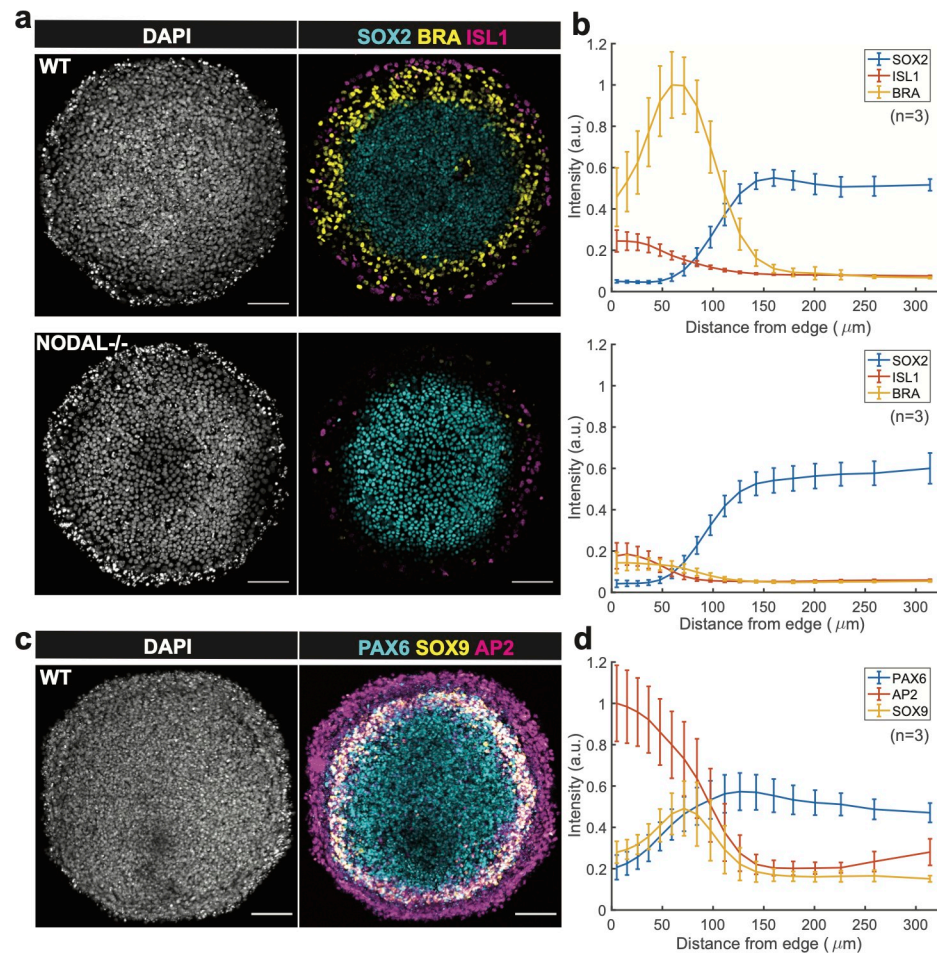 a
DAPI
SOX2 BRA ISL1
WT
NODAL-/-
b
1.2
1
0.8
0.6
0.4
0.2
0
Intensity (a.u.)
SOX2
ISL1
BRA
(n=3)
0 50 100 150 200 250 300
Distance from edge ( μm)
1.2
1
0.8
0.6
0.4
0.2
0
Intensity (a.u.)
SOX2
ISL1
BRA
(n=3)
0 50 100 150 200 250 300
Distance from edge ( μm)
c
DAPI
PAX6 SOX9 AP2
WT
d
1.2
1
0.8
0.6
0.4
0.2
0
Intensity (a.u.)
PAX6
AP2
SOX9
(n=3)
0 50 100 150 200 250 300
Distance from edge ( μm)